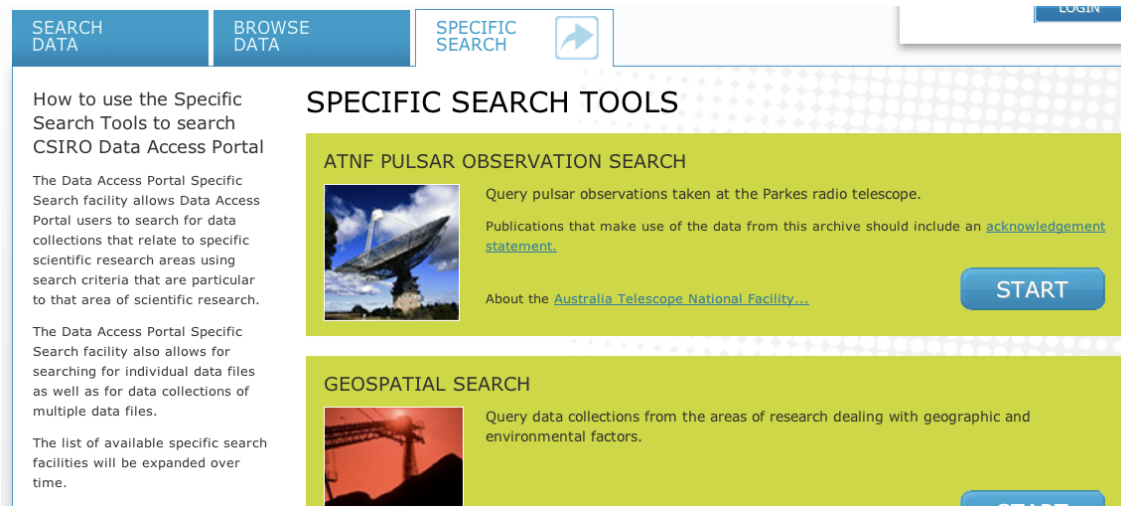 SEARCH
DATA
BROWSE
DATA
SPECIFIC
SEARCH
LOGIN
How to use the Specific
Search Tools to search
CSIRO Data Access Portal
The Data Access Portal Specific
Search facility allows Data Access
Portal users to search for data
collections that relate to specific
scientific research areas using
search criteria that are particular
to that area of scientific research.
The Data Access Portal Specific
Search facility also allows for
searching for individual data files
as well as for data collections of
multiple data files.
The list of available specific search
facilities will be expanded over
time.
SPECIFIC SEARCH TOOLS
ATNF PULSAR OBSERVATION SEARCH
Query pulsar observations taken at the Parkes radio telescope.
Publications that make use of the data from this archive should include an acknowledgement
statement.
About the Australia Telescope National Facility...
START
GEOSPATIAL SEARCH
Query data collections from the areas of research dealing with geographic and
environmental factors.
START